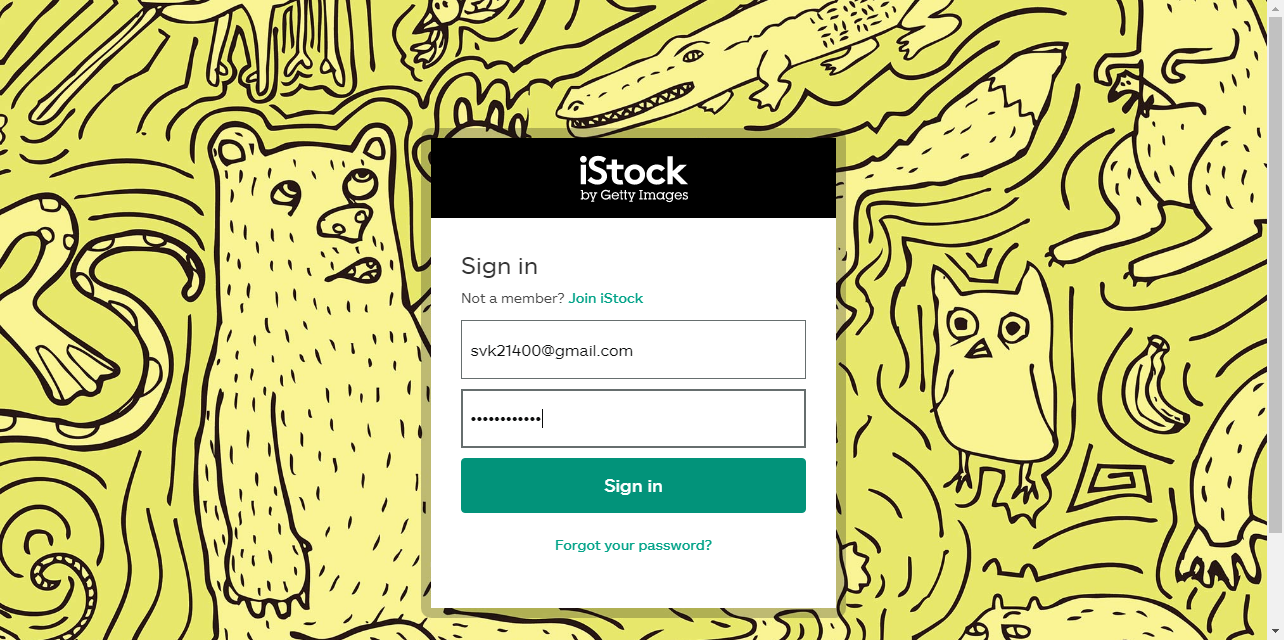 iStock
by Getty Images
Sign in
Not a member? Join iStock
svk21400@gmail.com
••••••••••••
Sign in
Forgot your password?